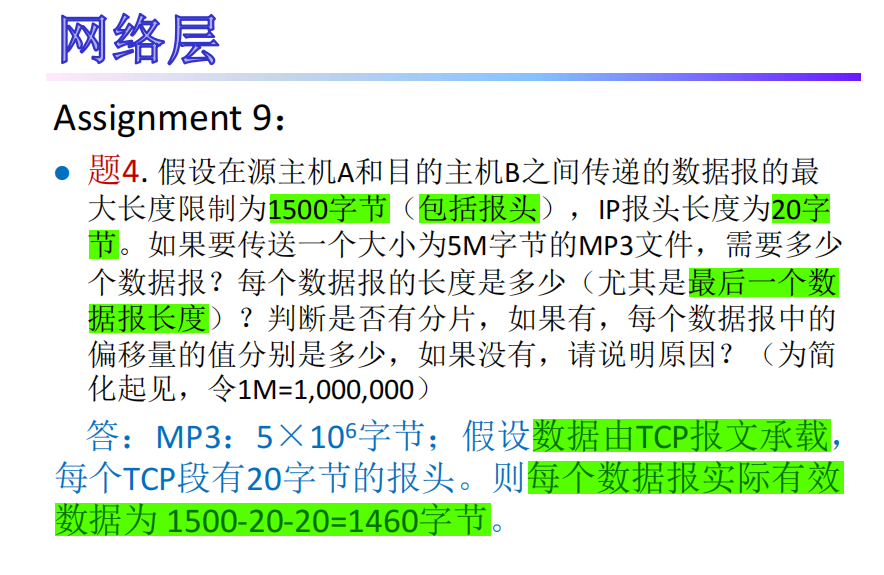 网络层
Assignment 9：
• 题4. 假设在源主机A和目的主机B之间传递的数据报的最
大长度限制为1500字节（包括报头），IP报头长度为20字
节。如果要传送一个大小为5M字节的MP3文件，需要多少
个数据报？每个数据报的长度是多少（尤其是最后一个数
据报长度）？判断是否有分片，如果有，每个数据报中的
偏移量的值分别是多少，如果没有，请说明原因？（为简
化起见，令1M=1,000,000）
答：MP3：5×10⁶字节；假设数据由TCP报文承载，
每个TCP段有20字节的报头。则每个数据报实际有效
数据为 1500-20-20=1460字节。